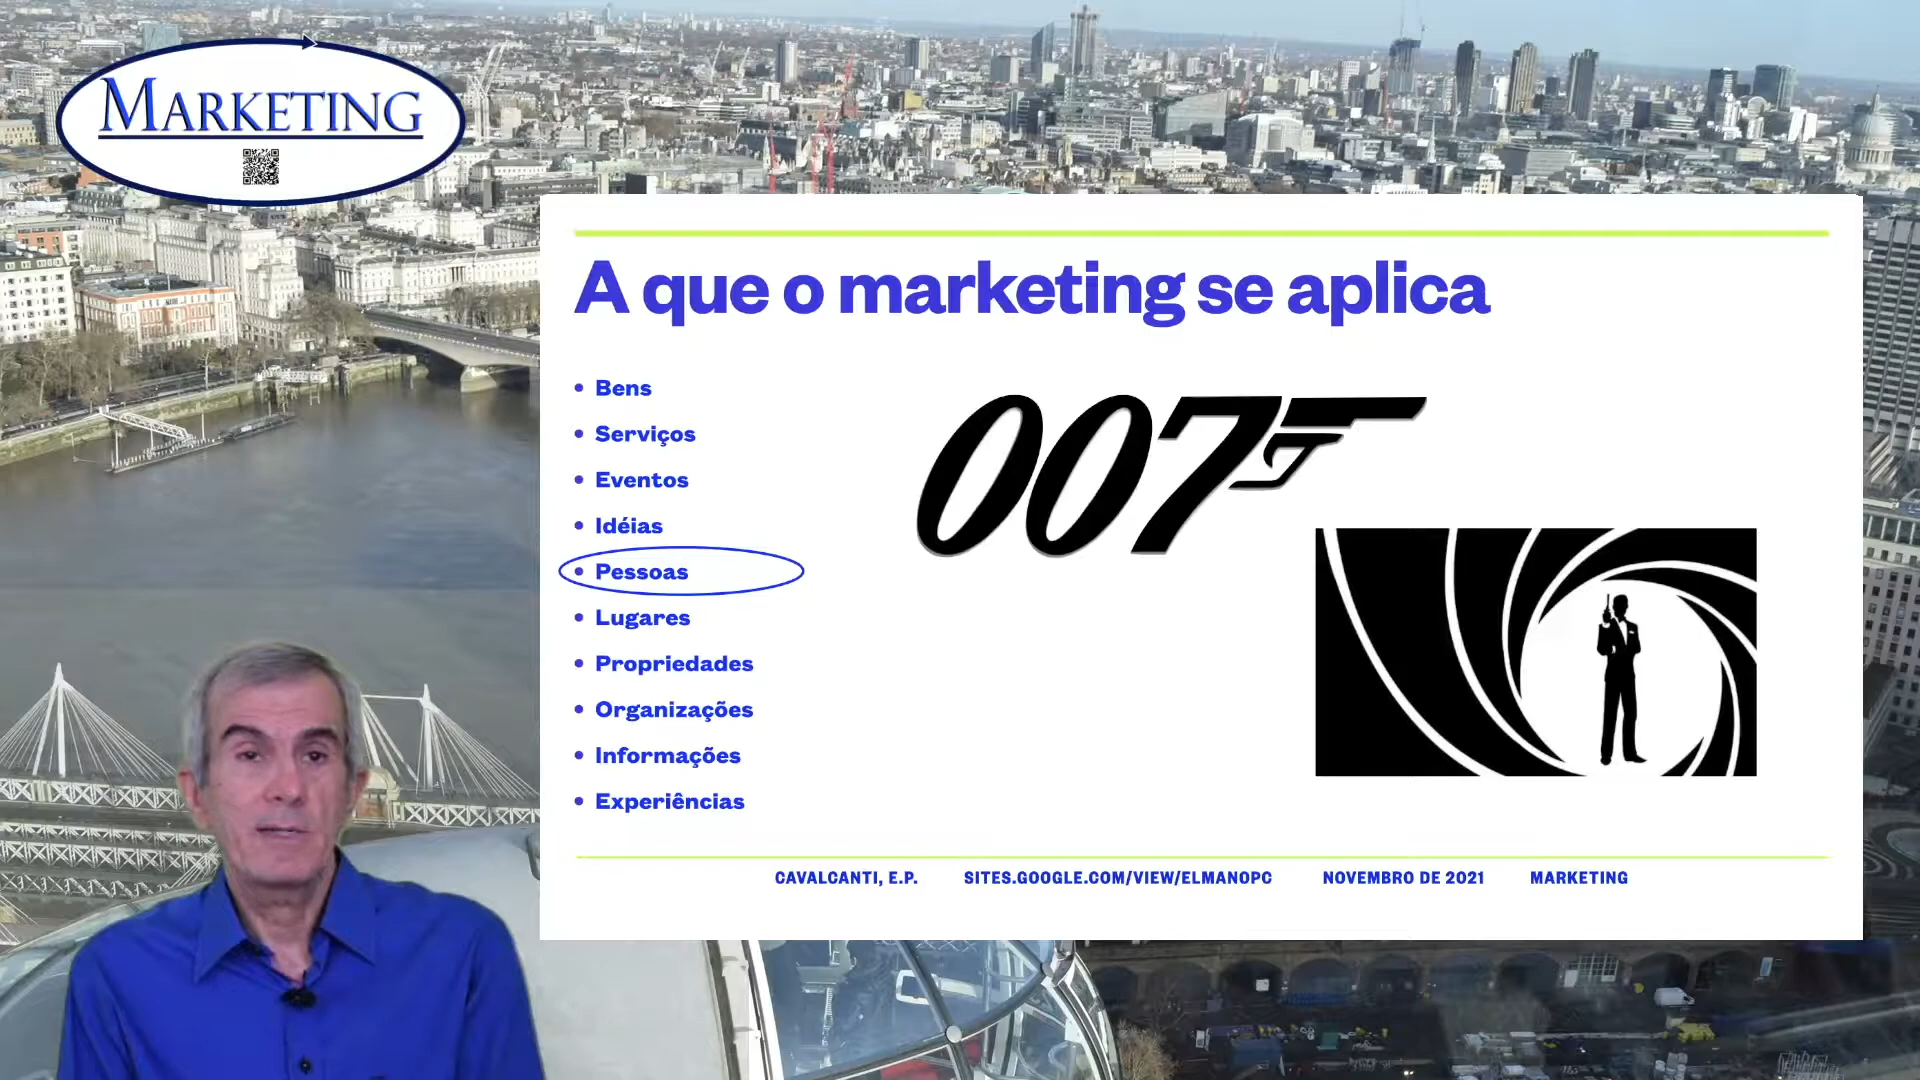 MARKETING
A que o marketing se aplica
• Bens
• Serviços
• Eventos
• Idéias
• Pessoas
• Lugares
• Propriedades
• Organizações
• Informações
• Experiências
007
CAVALCANTI, E.P. SITES.GOOGLE.COM/VIEW/ELMANOPC NOVEMBRO DE 2021 MARKETING